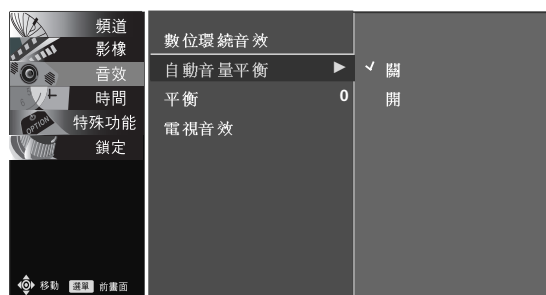 頻道
影像
音效
時間
特殊功能
鎖定
數位環繞音效
自動音量平衡 ▶
平衡 0
電視音效
✓ 關
開
OPTION
移動 選單 前畫面